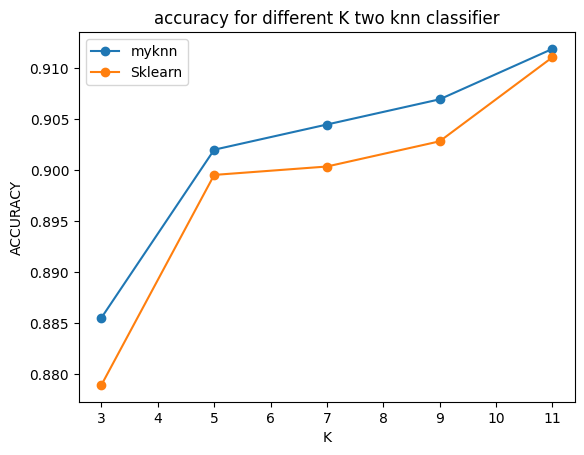 accuracy for different K two knn classifier
myknn
Sklearn
ACCURACY
0.910
0.905
0.900
0.895
0.890
0.885
0.880
3 4 5 6 7 8 9 10 11
K